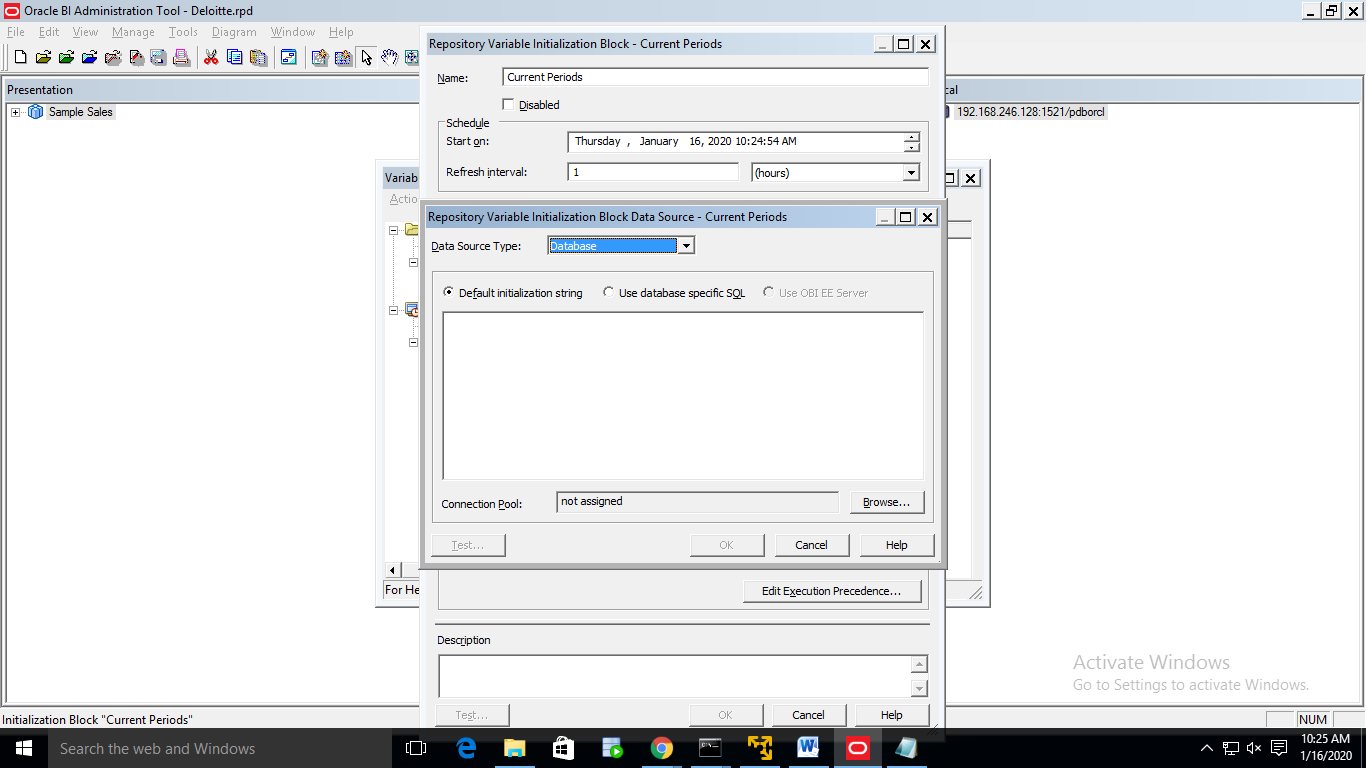 Oracle BI Administration Tool - Deloitte.rpd
File Edit View Manage Tools Diagram Window Help
Presentation
Sample Sales
cal
192.168.246.128:1521/pdborcl
Variab
Actio
For He
Repository Variable Initialization Block - Current Periods
Name: Current Periods
Disabled
Schedule
Start on: Thursday , January 16, 2020 10:24:54 AM
Refresh interval: 1 (hours)
Repository Variable Initialization Block Data Source - Current Periods
Data Source Type: Database
Default initialization string Use database specific SQL Use OBI EE Server
Connection Pool: not assigned Browse...
Test... OK Cancel Help
Edit Execution Precedence...
Description
Test... OK Cancel Help
Activate Windows
Go to Settings to activate Windows.
Initialization Block "Current Periods" NUM
Search the web and Windows
10:25 AM
1/16/2020